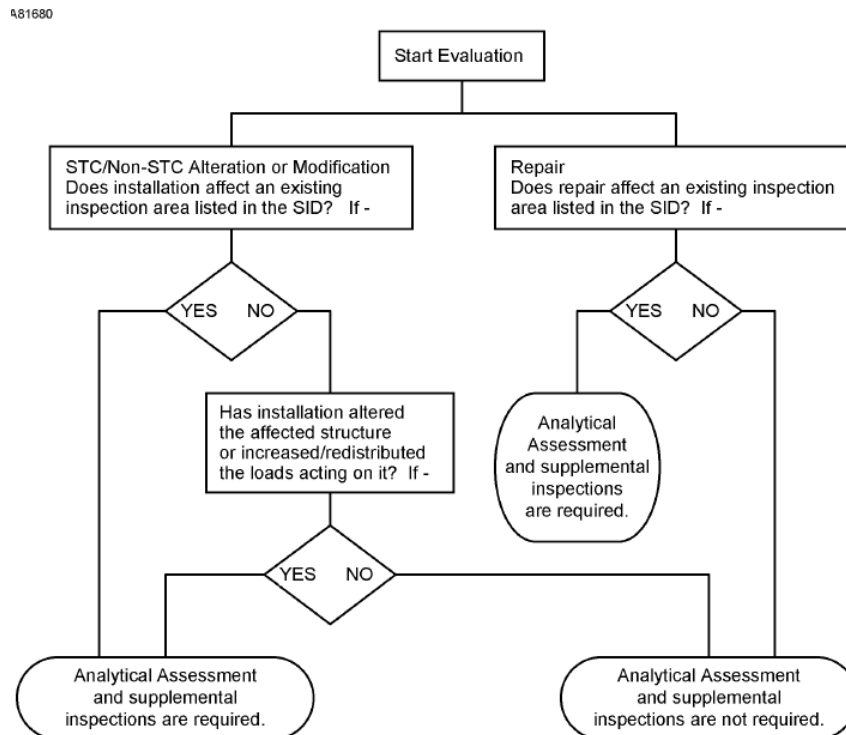 A81680
Start Evaluation
STC/Non-STC Alteration or Modification
Does installation affect an existing
inspection area listed in the SID? If -
Repair
Does repair affect an existing inspection
area listed in the SID? If -
YES NO
YES NO
Has installation altered
the affected structure
or increased/redistributed
the loads acting on it? If -
Analytical
Assessment
and supplemental
inspections
are required.
YES NO
Analytical Assessment
and supplemental
inspections are required.
Analytical Assessment
and supplemental
inspections are not required.